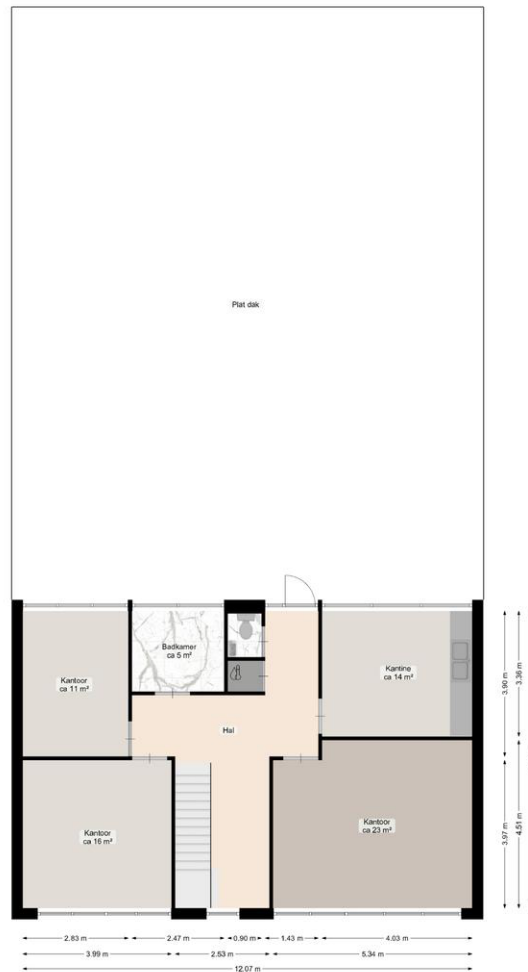 Plat dak
Badkamer
ca 5 m²
Kantoor
ca 11 m²
Kantine
ca 14 m²
Hal
Kantoor
ca 16 m²
Kantoor
ca 23 m²
3.90 m
3.36 m
3.97 m
4.51 m
2.83 m
2.47 m
0.90 m
1.43 m
4.03 m
3.99 m
2.53 m
5.34 m
12.07 m